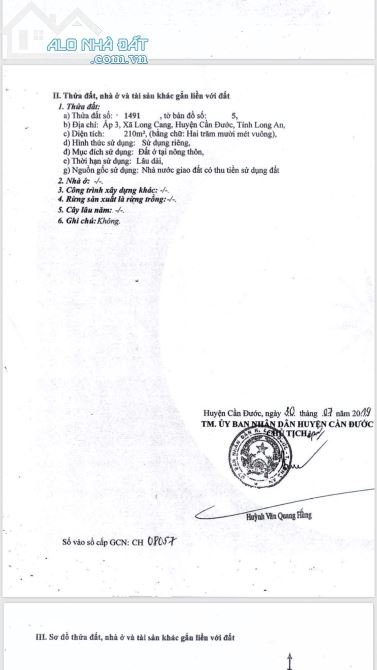 ALO NHÀ ĐẤT
.com.vn
II. Thửa đất, nhà ở và tài sản khác gắn liền với đất
1. Thửa đất:
a) Thửa đất số: 1491 , tờ bản đồ số: 5,
b) Địa chỉ: Ấp 3, Xã Long Cang, Huyện Cần Đước, Tỉnh Long An,
c) Diện tích: 210m², (bằng chữ: Hai trăm mười mét vuông),
d) Hình thức sử dụng: Sử dụng riêng,
đ) Mục đích sử dụng: Đất ở tại nông thôn,
e) Thời hạn sử dụng: Lâu dài,
g) Nguồn gốc sử dụng: Nhà nước giao đất có thu tiền sử dụng đất
2. Nhà ở: -/-.
3. Công trình xây dựng khác: -/-.
4. Rừng sản xuất là rừng trồng: -/-.
5. Cây lâu năm: -/-.
6. Ghi chú: Không.
Huyện Cần Đước, ngày 30 tháng 07 năm 2019
TM. ỦY BAN NHÂN DÂN HUYỆN CẦN ĐƯỚC
CHỦ TỊCH
Huỳnh Văn Quang Hùng
Số vào sổ cấp GCN: CH 08057
III. Sơ đồ thửa đất, nhà ở và tài sản khác gắn liền với đất